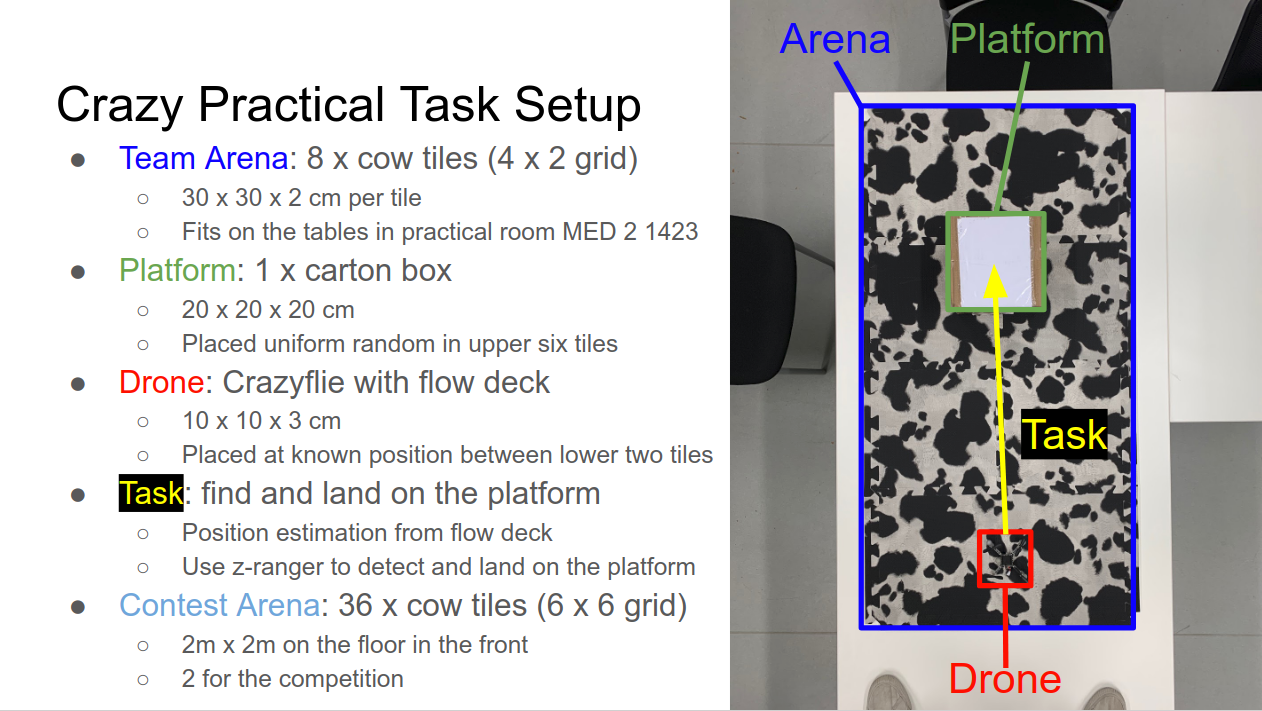 Crazy Practical Task Setup
● Team Arena: 8 x cow tiles (4 x 2 grid)
○ 30 x 30 x 2 cm per tile
○ Fits on the tables in practical room MED 2 1423
● Platform: 1 x carton box
○ 20 x 20 x 20 cm
○ Placed uniform random in upper six tiles
● Drone: Crazyflie with flow deck
○ 10 x 10 x 3 cm
○ Placed at known position between lower two tiles
● Task: find and land on the platform
○ Position estimation from flow deck
○ Use z-ranger to detect and land on the platform
● Contest Arena: 36 x cow tiles (6 x 6 grid)
○ 2m x 2m on the floor in the front
○ 2 for the competition
Arena
Platform
Task
Drone